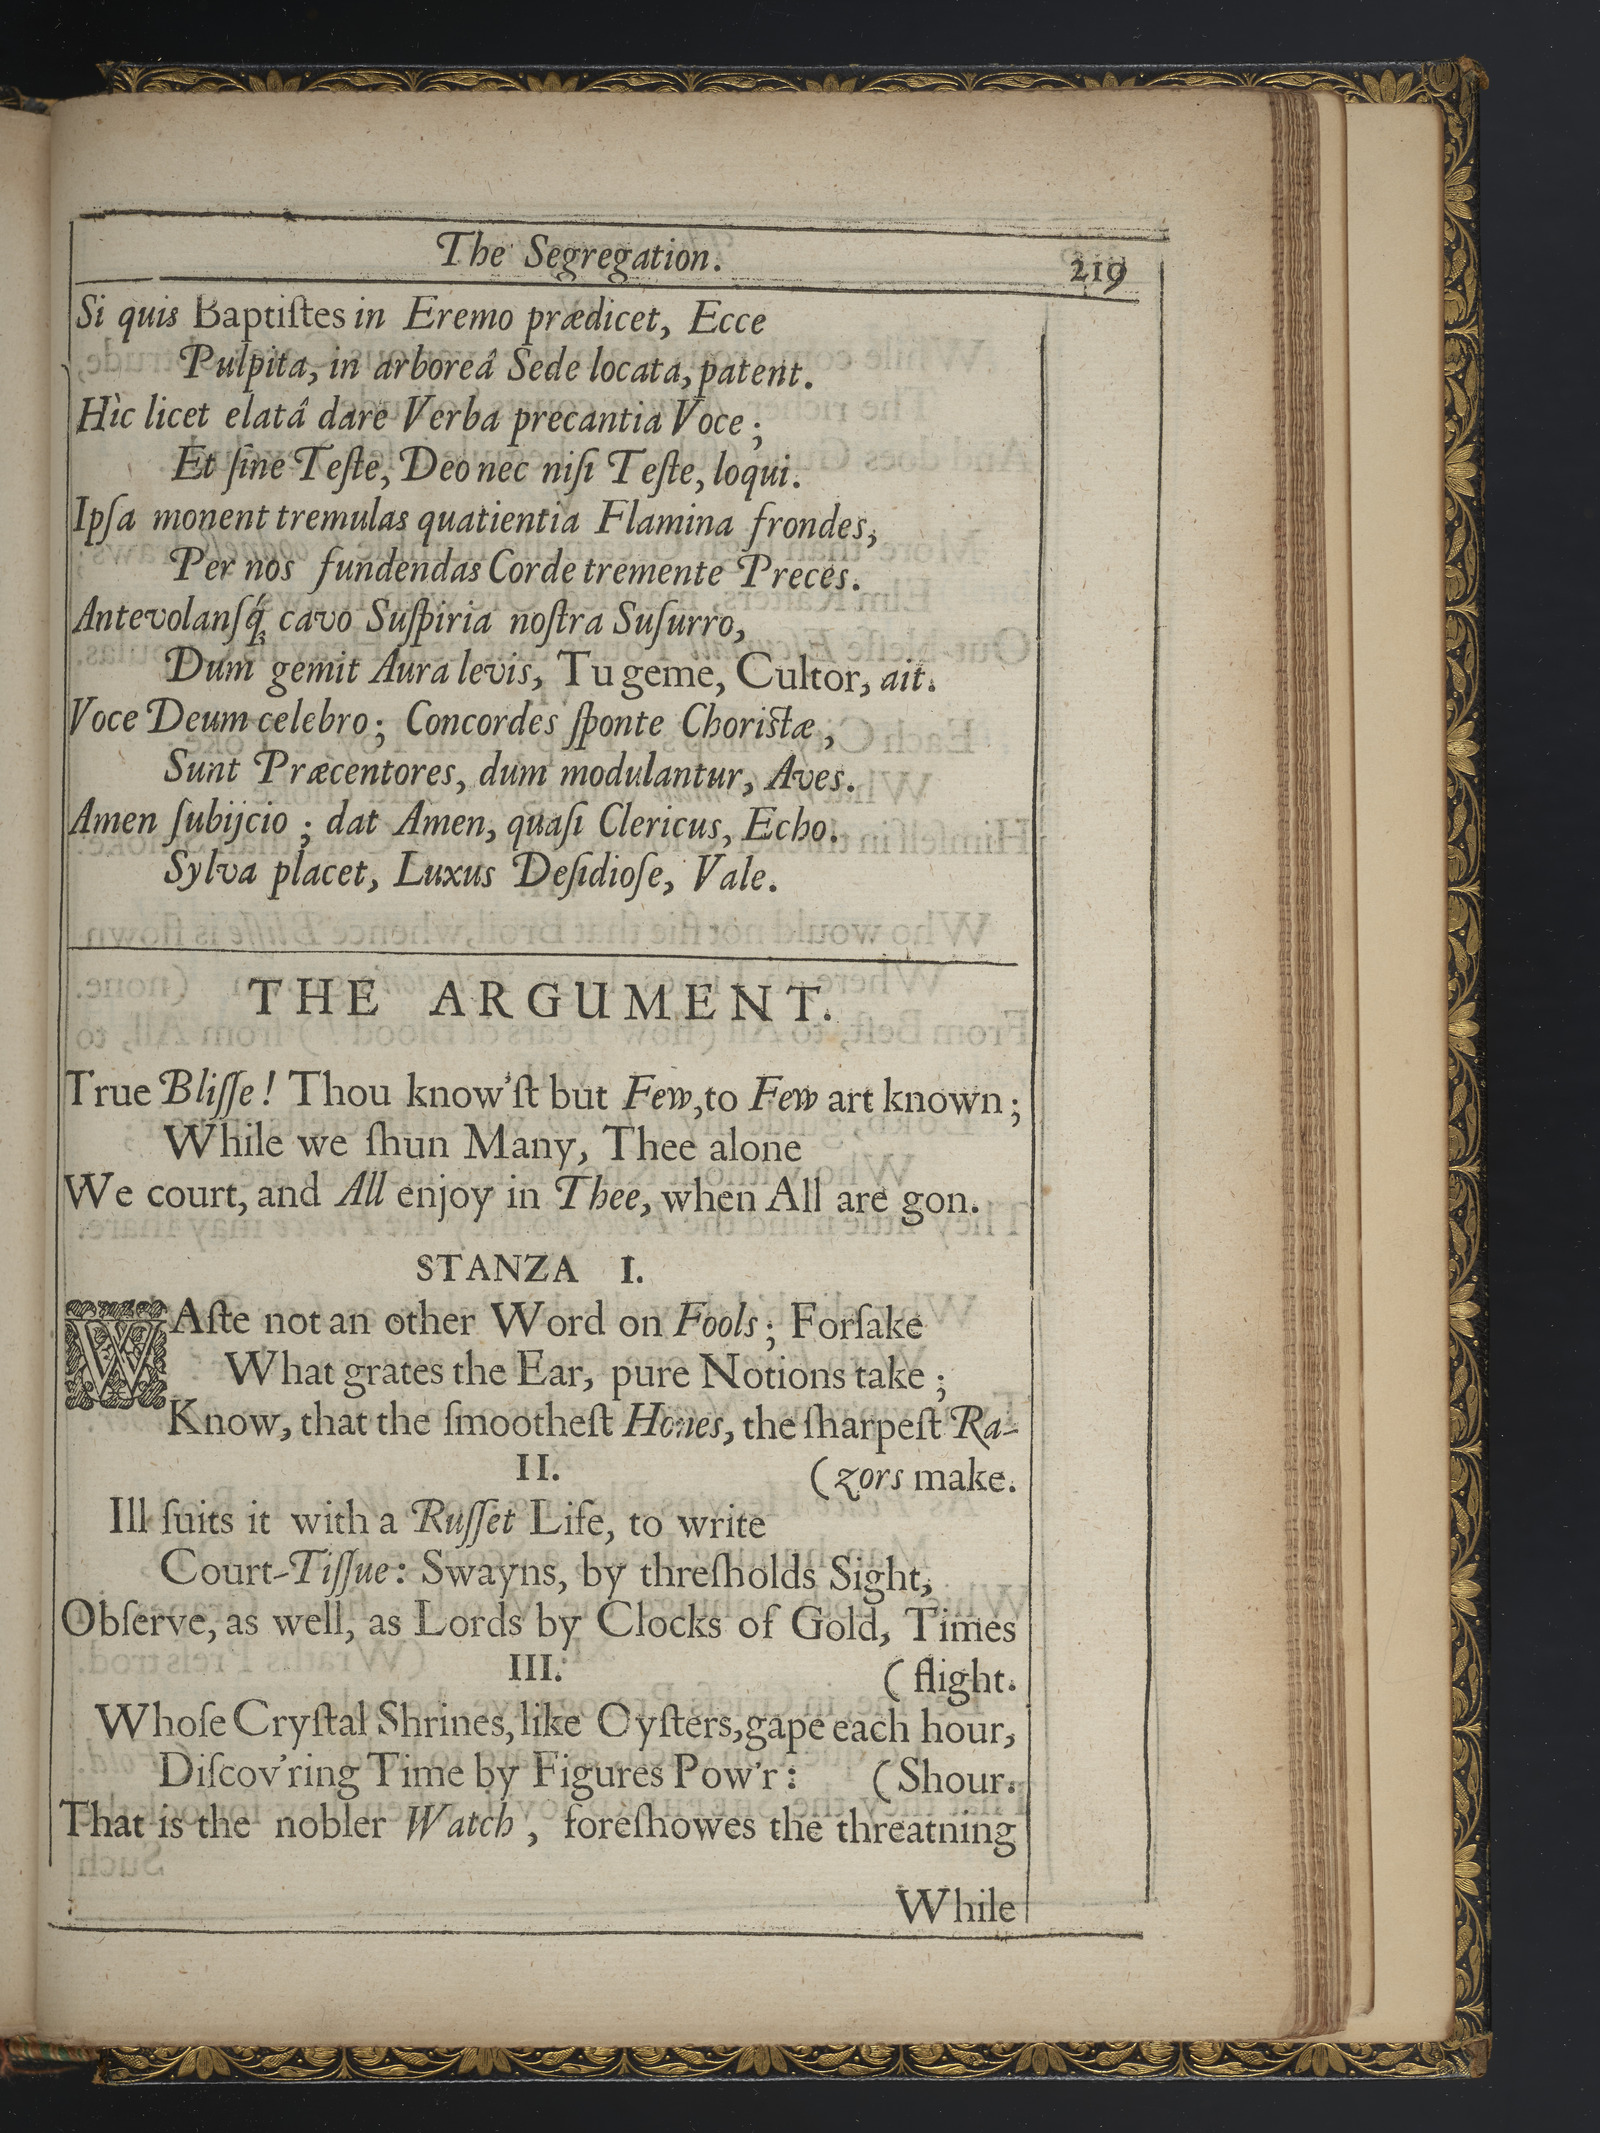 The Segregation. 219
Si quis Baptiſtes in Eremo prædicet, Ecce
Pulpita, in arboreâ Sede locata, patent.
Hìc licet elatâ dare Verba precantia Voce;
Et ſine Teſte, Deo nec niſi Teſte, loqui.
Ipſa monent tremulas quatientia Flamina frondes,
Per nos fundendas Corde tremente Preces.
Antevolanſq́; cavo Suſpiria noſtra Suſurro,
Dum gemit Aura levis, Tu geme, Cultor, ait.
Voce Deum celebro; Concordes ſponte Choriſtæ,
Sunt Præcentores, dum modulantur, Aves.
Amen ſubijcio; dat Amen, quaſi Clericus, Echo.
Sylva placet, Luxus Deſidioſe, Vale.
THE ARGUMENT.
True Bliſſe! Thou know'ſt but Few, to Few art known;
While we ſhun Many, Thee alone
We court, and All enjoy in Thee, when All are gon.
STANZA I.
WAſte not an other Word on Fools; Forſake
What grates the Ear, pure Notions take;
Know, that the ſmootheſt Hones, the ſharpeſt Ra-
II. (zors make.
Ill ſuits it with a Ruſſet Life, to write
Court-Tiſſue: Swayns, by threſholds Sight,
Obſerve, as well, as Lords by Clocks of Gold, Times
III. (flight.
Whoſe Cryſtal Shrines, like Oyſters, gape each hour,
Diſcov'ring Time by Figures Pow'r: (Shour.
That is the nobler Watch, foreſhowes the threatning
While